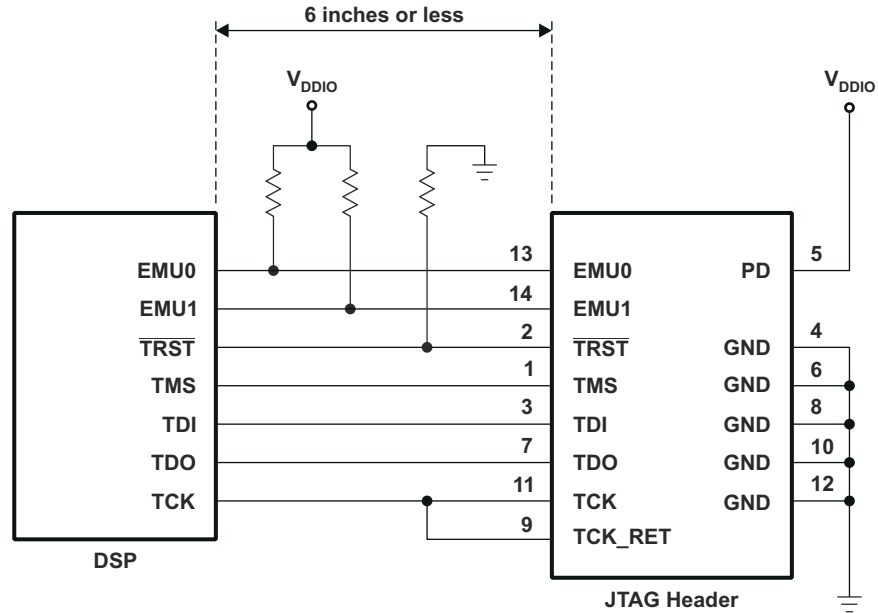 6 inches or less
VDDIO
VDDIO
13
5
EMU0
EMU0
PD
14
EMU1
EMU1
2
4
TRST
TRST
GND
1
6
TMS
TMS
GND
3
8
TDI
TDI
GND
7
10
TDO
TDO
GND
11
12
TCK
TCK
GND
9
TCK_RET
DSP
JTAG Header